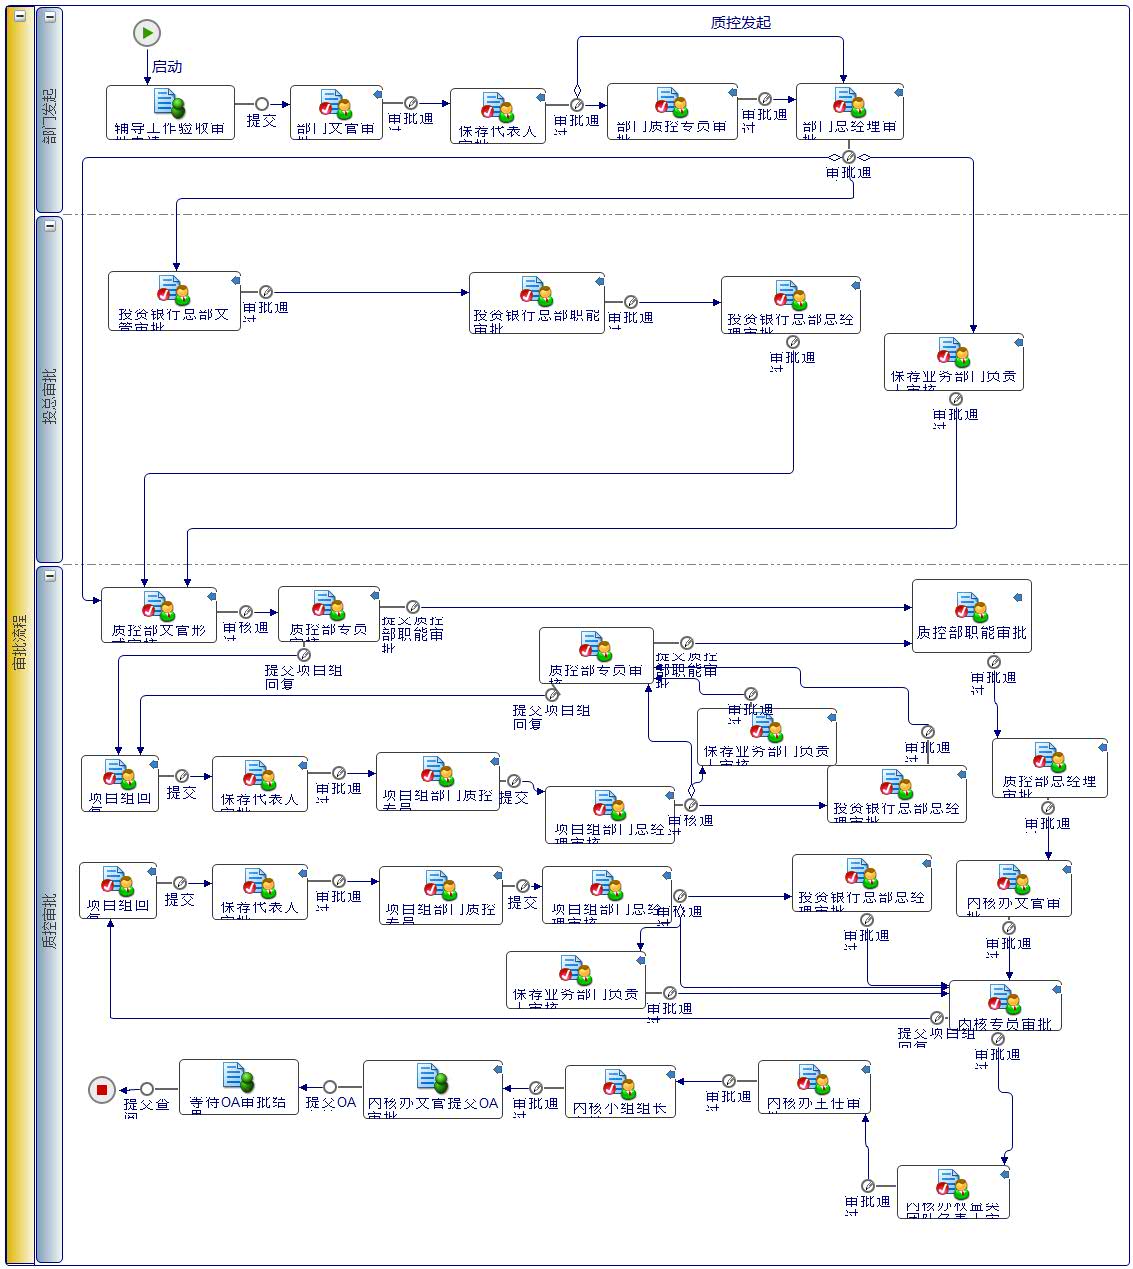 质控发起
启动
部门发起
提交
审批通
过
审批通
过
审批通
过
部门文官审
保存代表人
审批
部门质控专员审
批
部门总经理审
批
审批通
投总审批
投资银行总部文
管审批
审批通
过
投资银行总部职能
审批
审批通
过
投资银行总部总经
理审批
审批通
过
保荐业务部门负责
人审核
审批通
过
审批流程
质控部文官形
式审核
审核通
过
质控部专员
审核
提交质控
部职能审
批
提交项目组
回复
质控部专员审
核
提交质控
部职能审
批
提交项目组
回复
质控部职能审批
审批通
过
审批通
过
保荐业务部门负责
人审核
审批通
过
项目组回
复
提交
保荐代表人
审批
审批通
过
项目组部门质控
专员
提交
项目组部门总经
理审核
审核通
过
投资银行总部总经
理审批
质控部总经理
审批
审批通
过
质控审批
项目组回
复
提交
保荐代表人
审批
审批通
过
项目组部门质控
专员
提交
项目组部门总经
理审核
审核通
过
投资银行总部总经
理审批
审批通
过
内核办文官审
批
审批通
过
保荐业务部门负责
人审核
审批通
过
内核专员审批
提交项目组
回复
审批通
过
等待OA审批结
果
提交OA
内核办文官提交OA
审批
审批通
过
内核小组组长
审批通
过
内核办主任审
批
审批通
过
内核办权益类